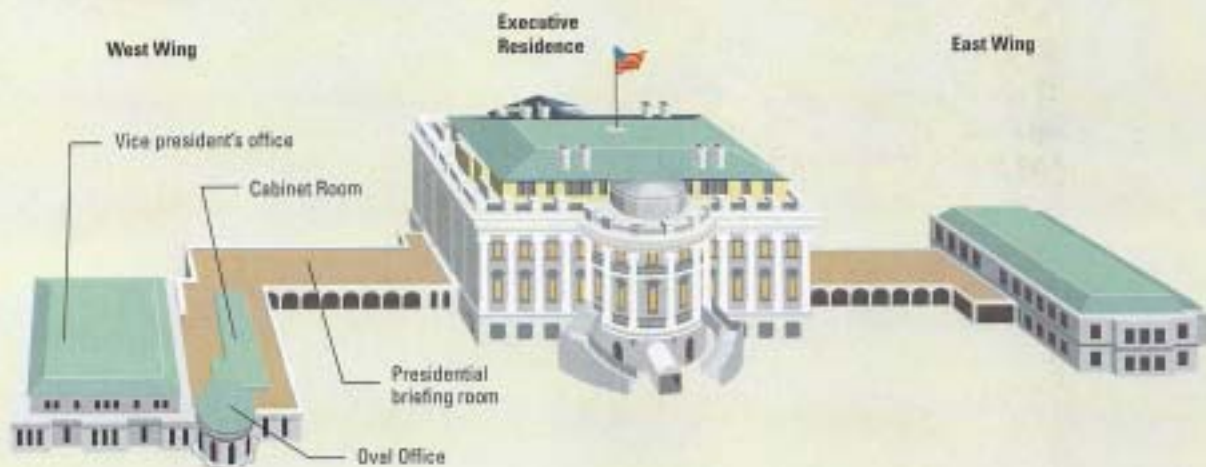 West Wing
Executive
Residence
East Wing
Vice president's office
Cabinet Room
Presidential
briefing room
Oval Office